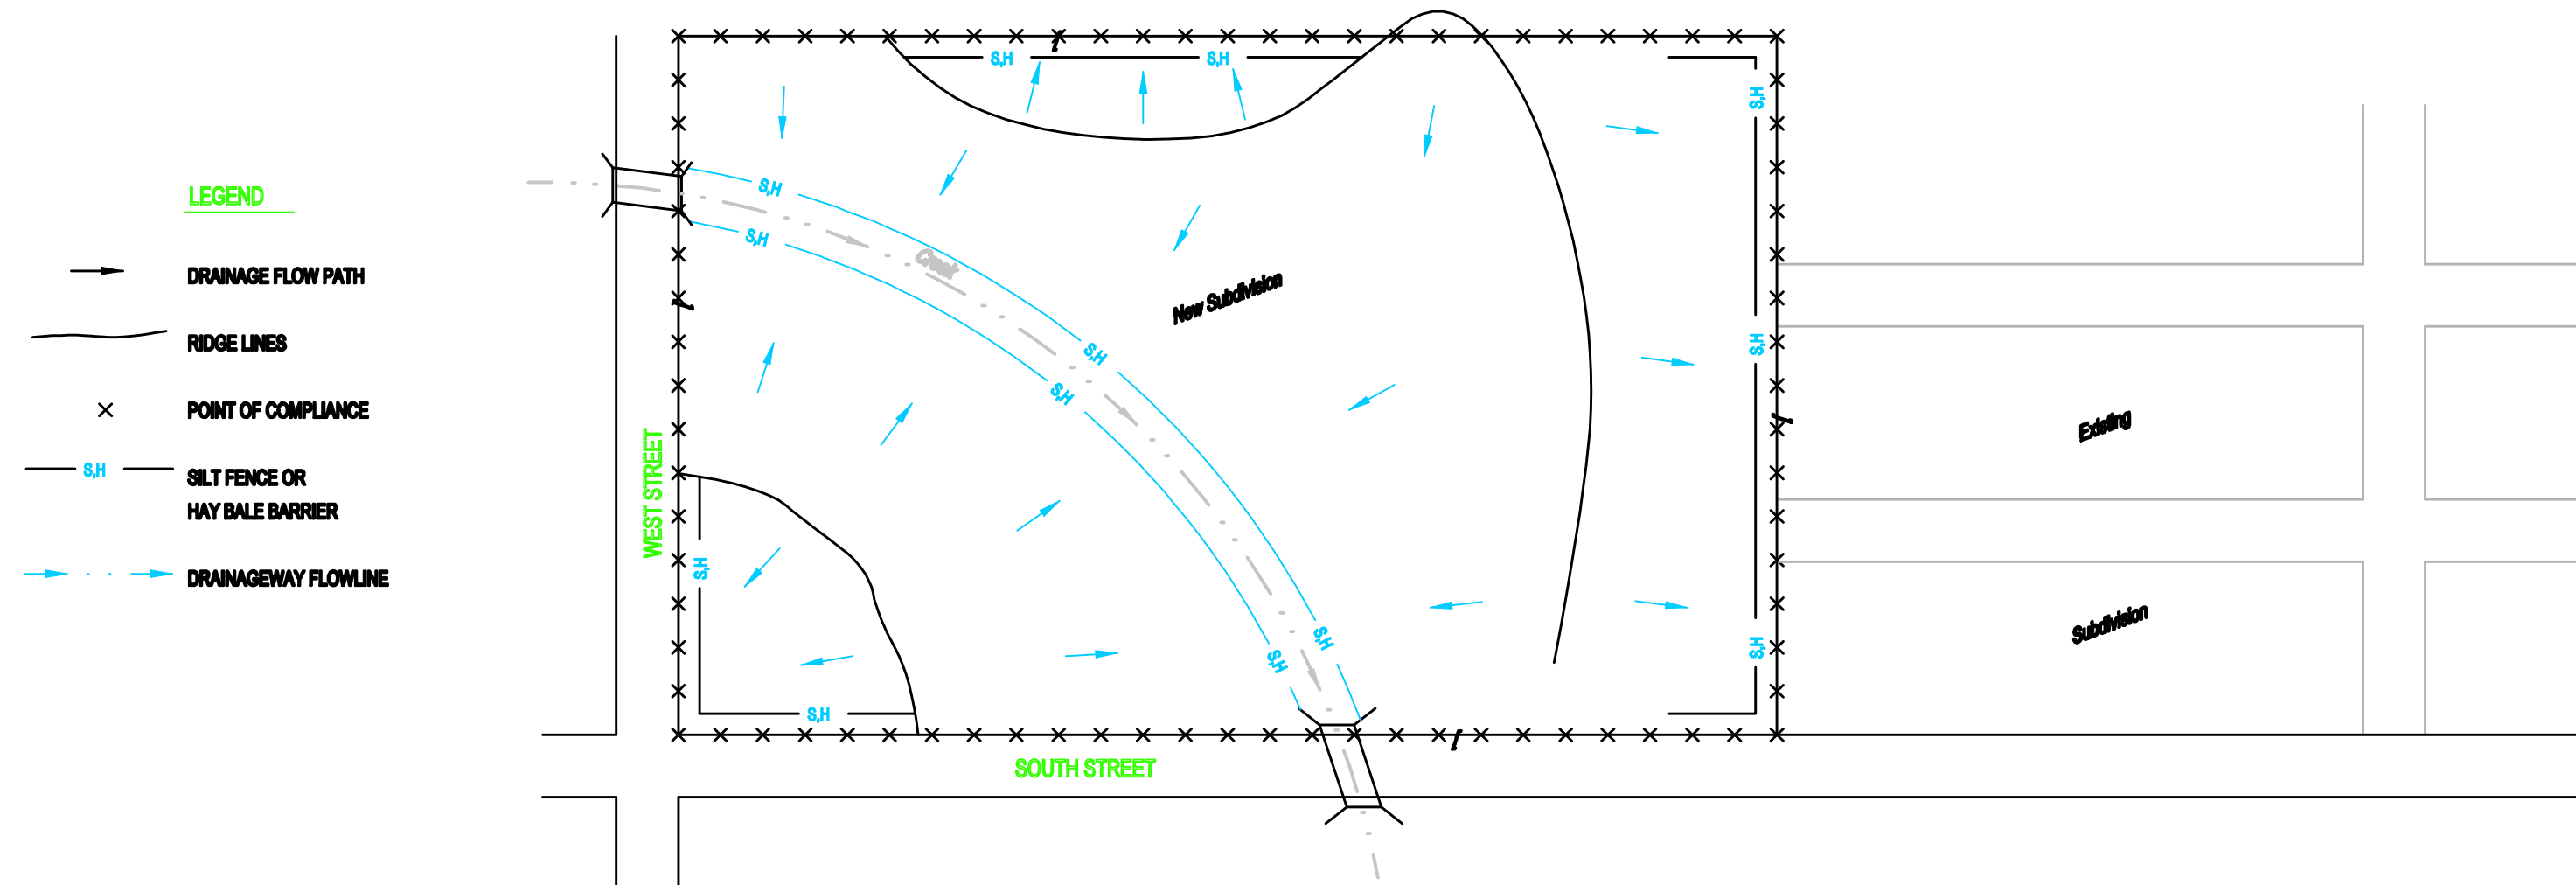 LEGEND
DRAINAGE FLOW PATH
RIDGE LINES
POINT OF COMPLIANCE
S,H
SILT FENCE OR
HAY BALE BARRIER
DRAINAGEWAY FLOWLINE
S,H
S,H
S,H
S,H
S,H
New Subdivision
S,H
S,H
S,H
Existing
WEST STREET
S,H
Subdivision
S,H
S,H
S,H
S,H
SOUTH STREET